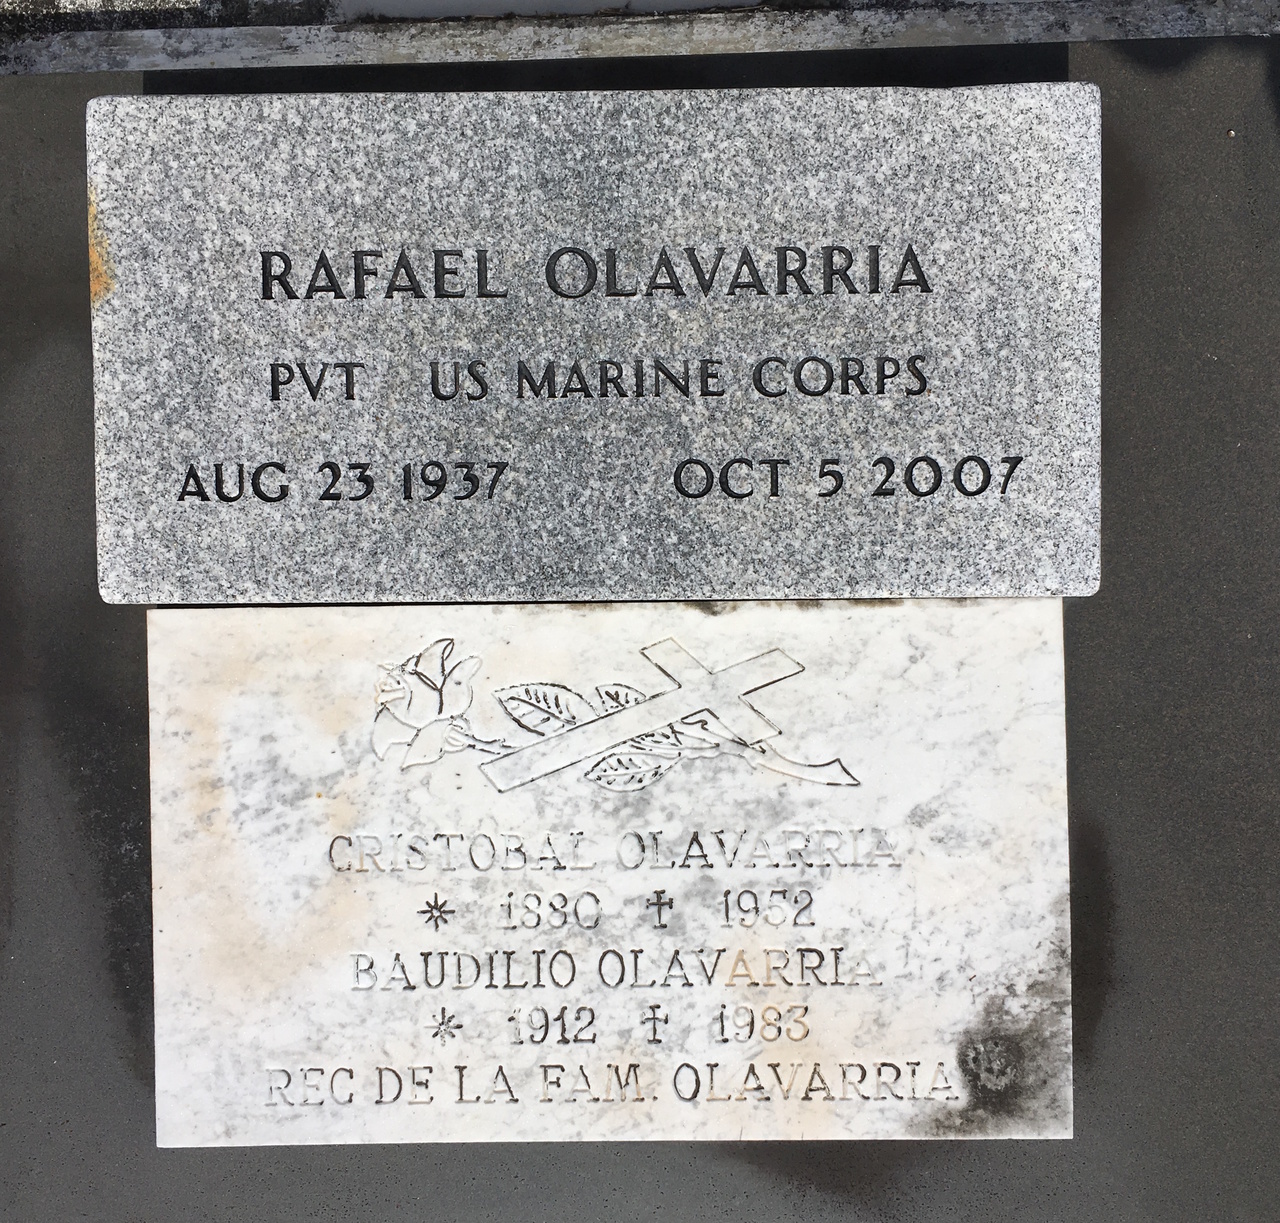 RAFAEL OLAVARRIA
PVT US MARINE CORPS
AUG 23 1937 OCT 5 2007
CRISTOBAL OLAVARRIA
1880 1952
BAUDILIO OLAVARRIA
1912 1983
REC DE LA FAM. OLAVARRIA